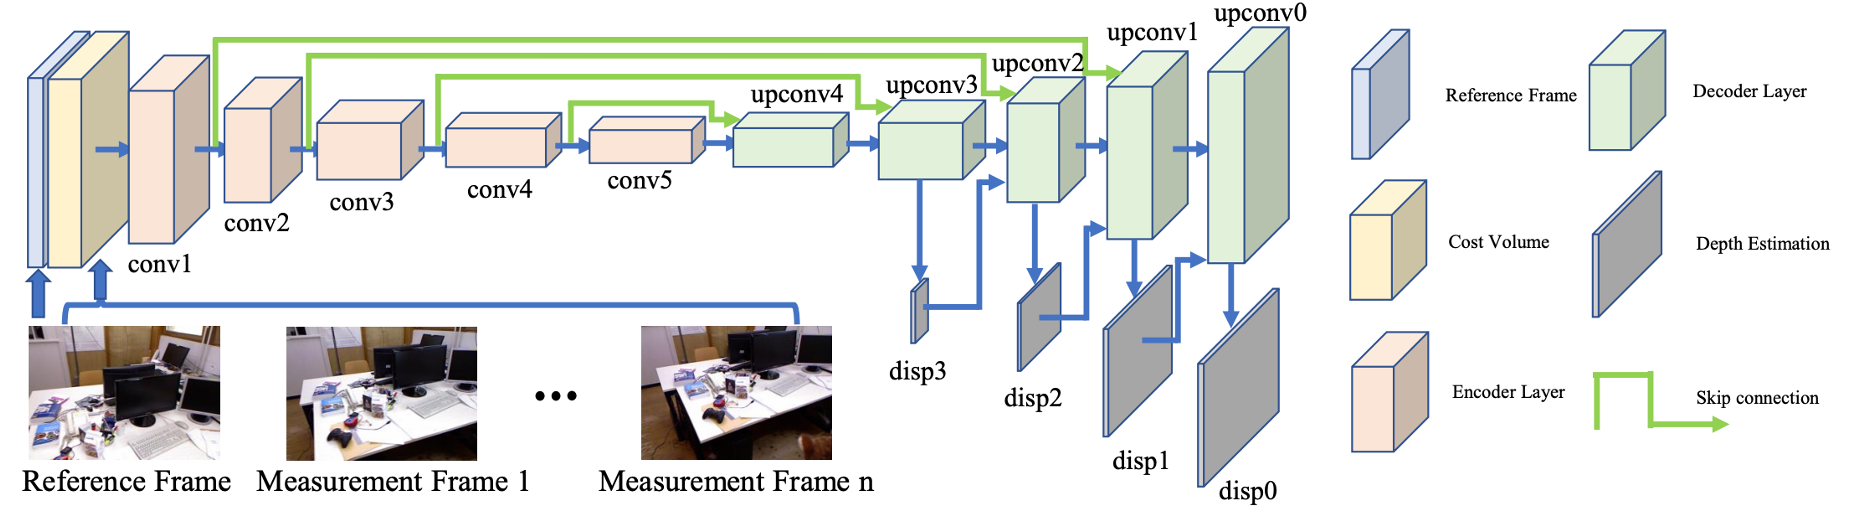 upconv0
upconv1
upconv2
upconv3
upconv4
conv1
conv2
conv3
conv4
conv5
disp3
disp2
disp1
disp0
Reference Frame
Measurement Frame 1
...
Measurement Frame n
Reference Frame
Decoder Layer
Cost Volume
Depth Estimation
Encoder Layer
Skip connection